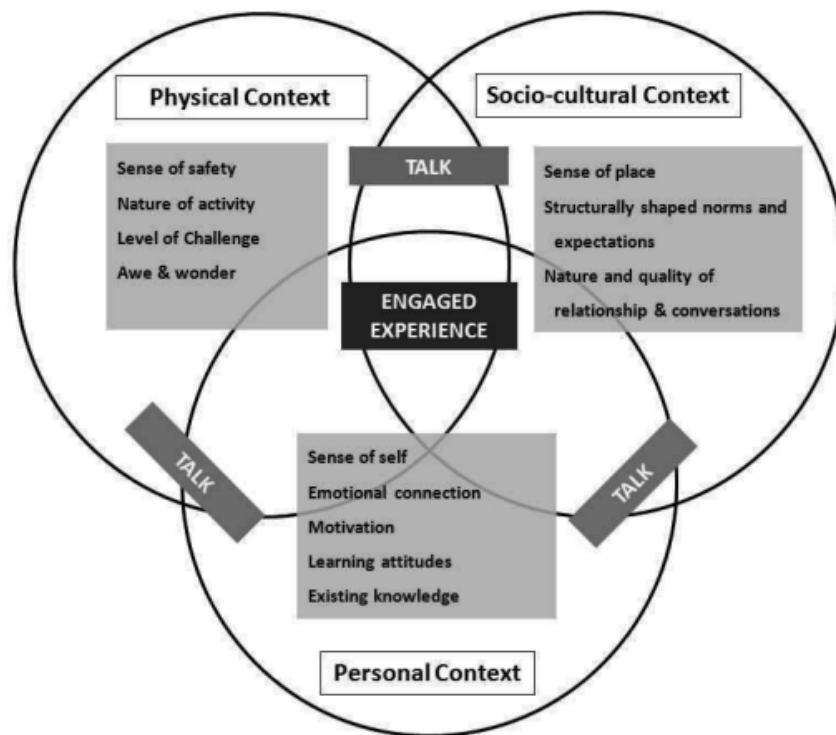 Physical Context
Socio-cultural Context
TALK
Sense of safety
Nature of activity
Level of Challenge
Awe & wonder
Sense of place
Structurally shaped norms and
expectations
Nature and quality of
relationship & conversations
ENGAGED
EXPERIENCE
TALK
TALK
Sense of self
Emotional connection
Motivation
Learning attitudes
Existing knowledge
Personal Context